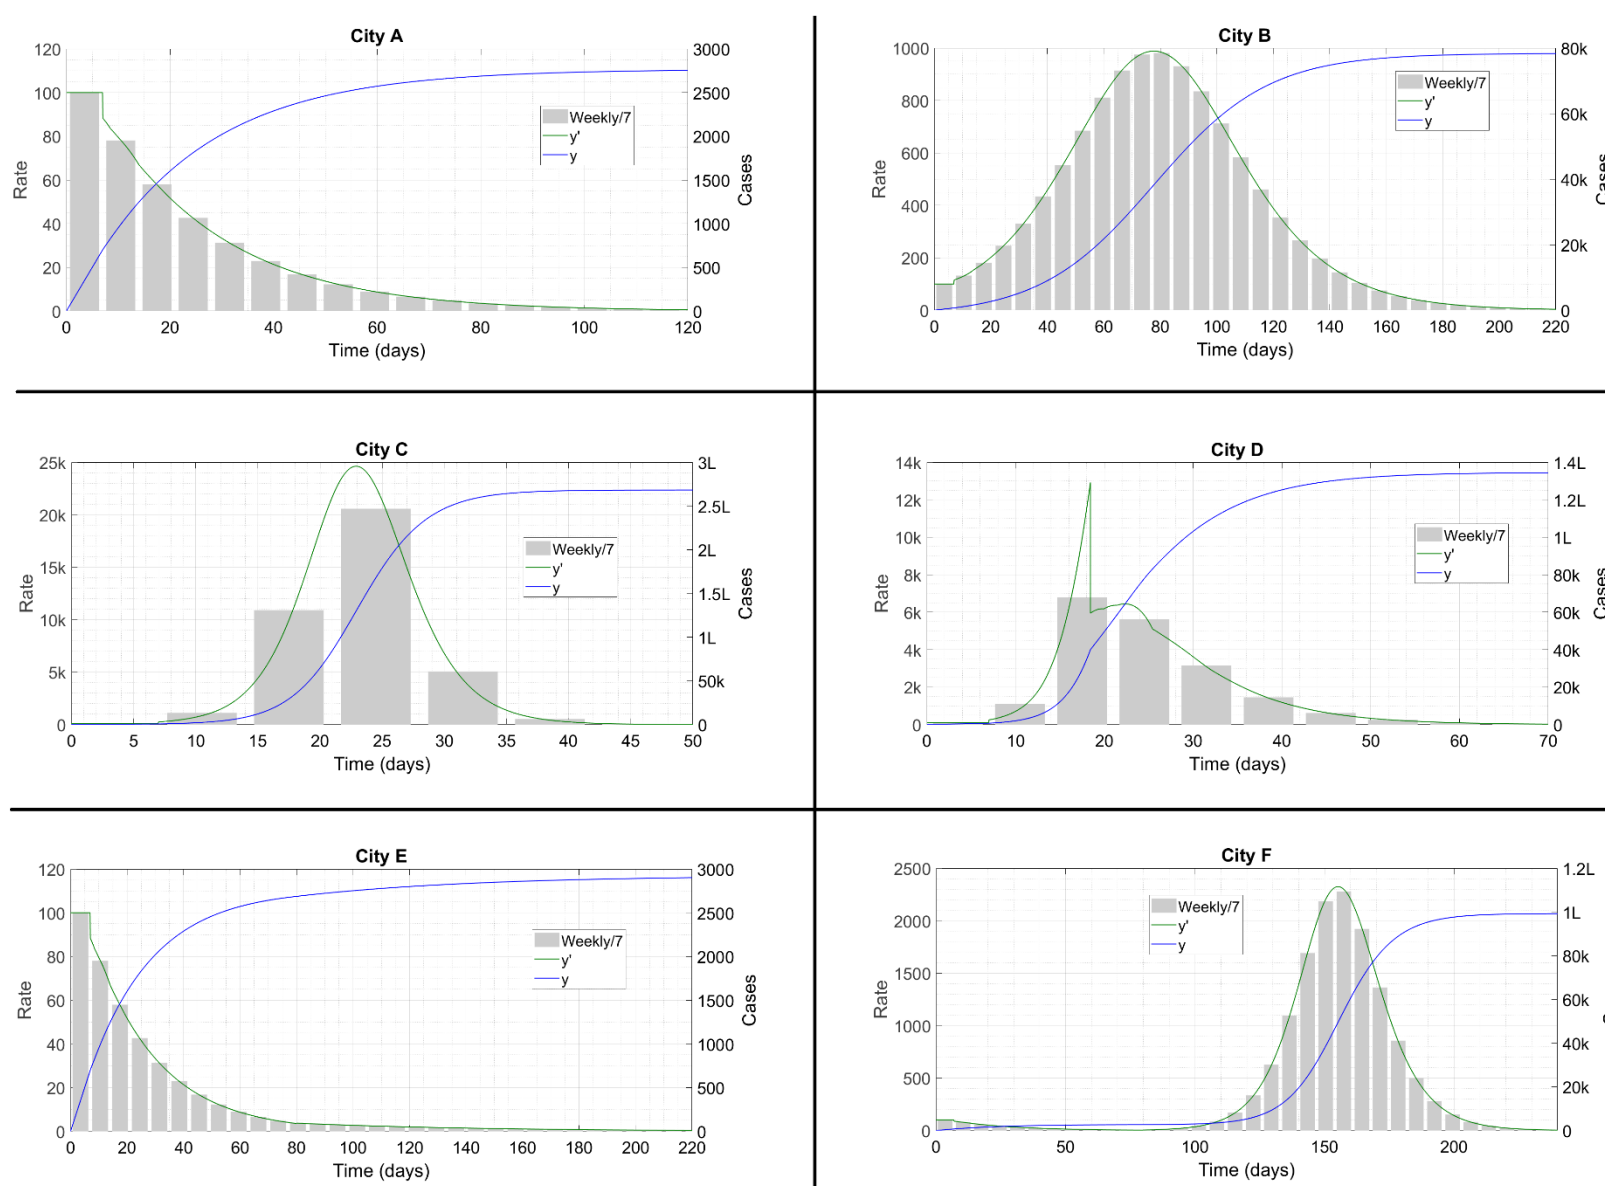 City A
120
100
80
60
40
20
0
Rate
3000
2500
2000
1500
1000
500
0
Cases
Weekly/7
y'
y
0 20 40 60 80 100 120
Time (days)
City B
1000
800
600
400
200
0
Rate
80k
60k
40k
20k
0
Cases
Weekly/7
y'
y
0 20 40 60 80 100 120 140 160 180 200 220
Time (days)
City C
25k
20k
15k
10k
5k
0
Rate
3L
2.5L
2L
1.5L
1L
50k
0
Cases
Weekly/7
y'
y
0 5 10 15 20 25 30 35 40 45 50
Time (days)
City D
14k
12k
10k
8k
6k
4k
2k
0
Rate
1.4L
1.2L
1L
80k
60k
40k
20k
0
Cases
Weekly/7
y'
y
0 10 20 30 40 50 60 70
Time (days)
City E
120
100
80
60
40
20
0
Rate
3000
2500
2000
1500
1000
500
0
Cases
Weekly/7
y'
y
0 20 40 60 80 100 120 140 160 180 200 220
Time (days)
City F
2500
2000
1500
1000
500
0
Rate
1.2L
1L
80k
60k
40k
20k
0
Weekly/7
y'
y
0 50 100 150 200
Time (days)